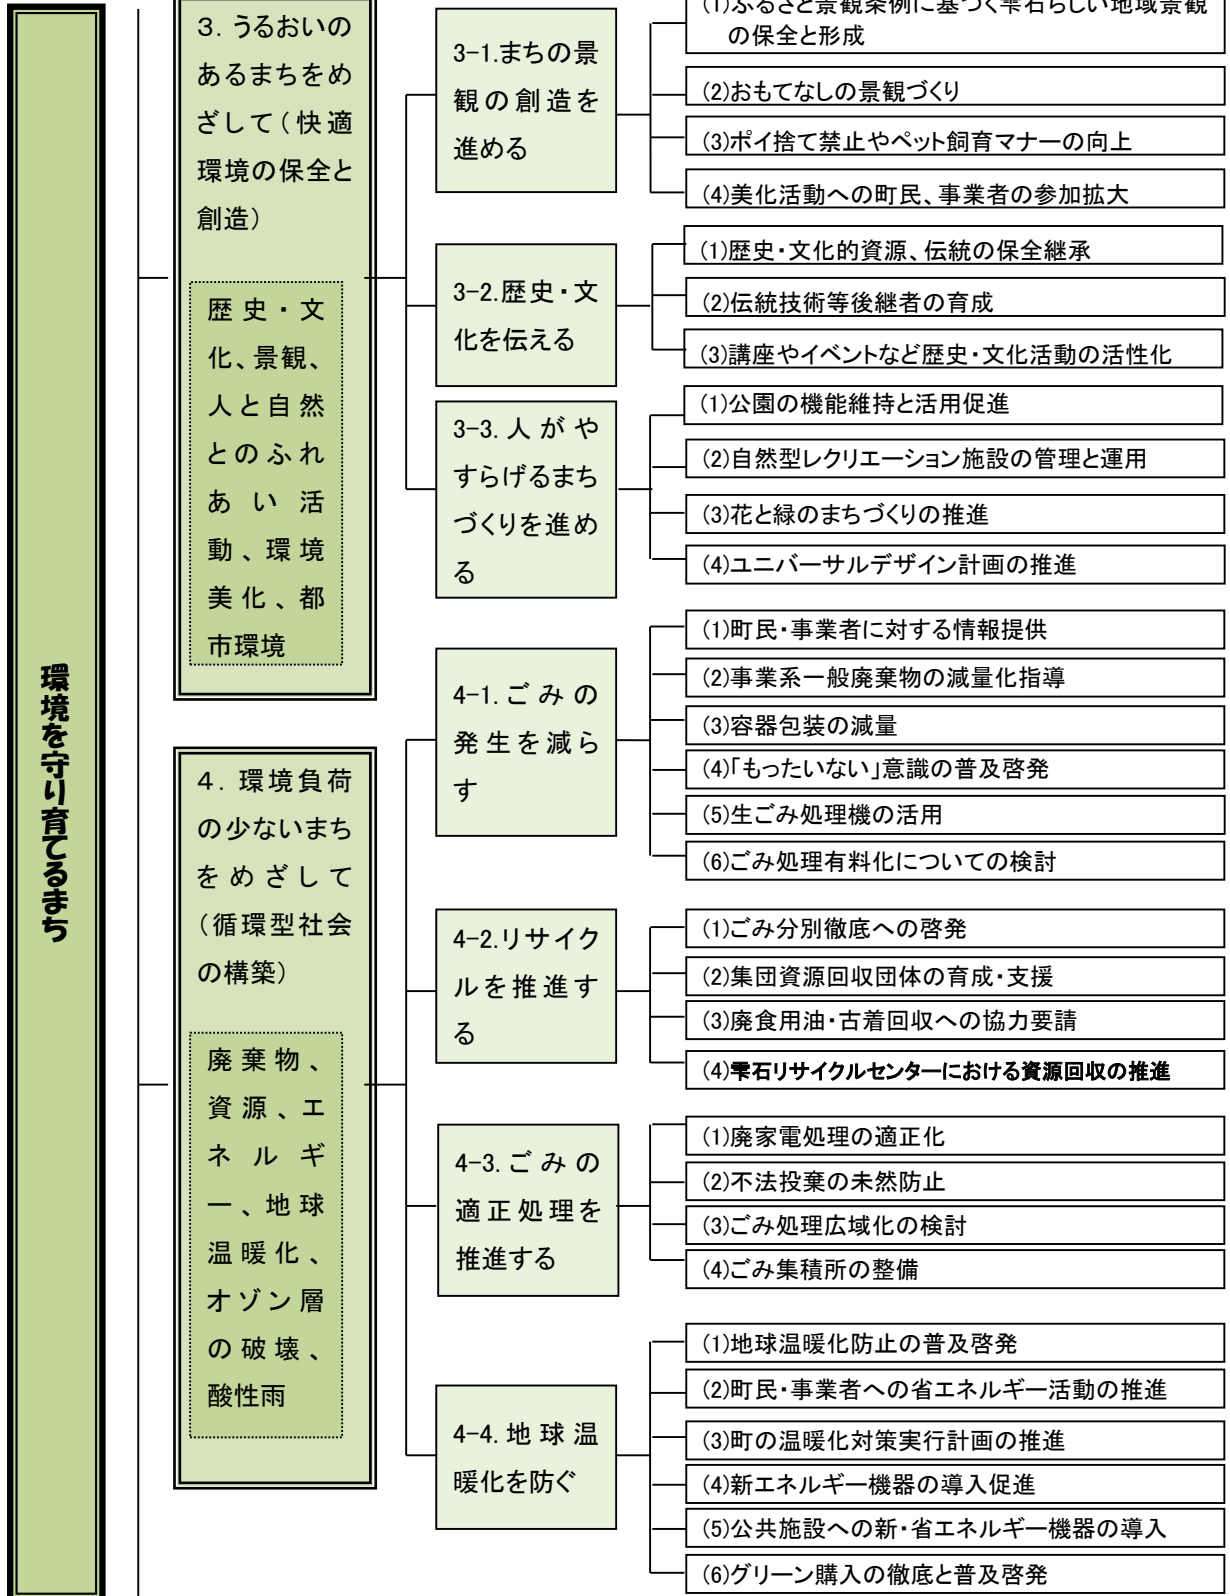 環境を守り育てるまち
3. うるおいの
あるまちをめ
ざして(快適
環境の保全と
創造)
歴史・文
化、景観、
人と自然
とのふれ
あい活
動、環境
美化、都
市環境
3-1.まちの景
観の創造を
進める
(1)ふるさと景観条例に基づく雫石らしい地域景観
の保全と形成
(2)おもてなしの景観づくり
(3)ポイ捨て禁止やペット飼育マナーの向上
(4)美化活動への町民、事業者の参加拡大
3-2.歴史・文
化を伝える
(1)歴史・文化的資源、伝統の保全継承
(2)伝統技術等後継者の育成
(3)講座やイベントなど歴史・文化活動の活性化
3-3.人がや
すらげるまち
づくりを進め
る
(1)公園の機能維持と活用促進
(2)自然型レクリエーション施設の管理と運用
(3)花と緑のまちづくりの推進
(4)ユニバーサルデザイン計画の推進
4. 環境負荷
の少ないまち
をめざして
(循環型社会
の構築)
廃棄物、
資源、エ
ネルギ
ー、地球
温暖化、
オゾン層
の破壊、
酸性雨
4-1.ごみの
発生を減ら
す
(1)町民・事業者に対する情報提供
(2)事業系一般廃棄物の減量化指導
(3)容器包装の減量
(4)「もったいない」意識の普及啓発
(5)生ごみ処理機の活用
(6)ごみ処理有料化についての検討
4-2.リサイク
ルを推進す
る
(1)ごみ分別徹底への啓発
(2)集団資源回収団体の育成・支援
(3)廃食用油・古着回収への協力要請
(4)雫石リサイクルセンターにおける資源回収の推進
4-3.ごみの
適正処理を
推進する
(1)廃家電処理の適正化
(2)不法投棄の未然防止
(3)ごみ処理広域化の検討
(4)ごみ集積所の整備
4-4.地球温
暖化を防ぐ
(1)地球温暖化防止の普及啓発
(2)町民・事業者への省エネルギー活動の推進
(3)町の温暖化対策実行計画の推進
(4)新エネルギー機器の導入促進
(5)公共施設への新・省エネルギー機器の導入
(6)グリーン購入の徹底と普及啓発